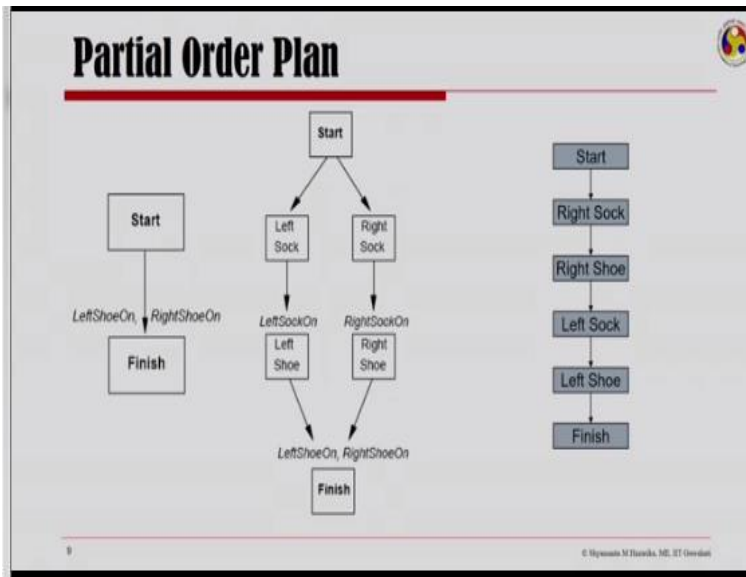 Partial Order Plan
Start
LeftShoeOn, RightShoeOn
Finish
Start
Left Sock
Right Sock
LeftSockOn RightSockOn
Left Shoe
Right Shoe
LeftShoeOn, RightShoeOn
Finish
Start
Right Sock
Right Shoe
Left Sock
Left Shoe
Finish